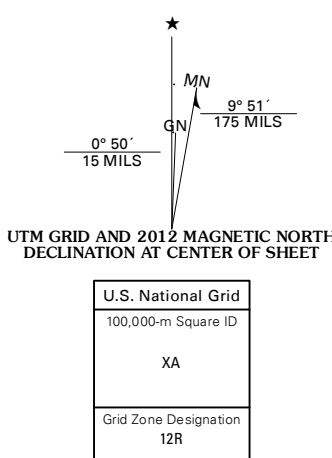 MN
9° 51´
175 MILS
GN
0° 50´
15 MILS
UTM GRID AND 2012 MAGNETIC NORTH
DECLINATION AT CENTER OF SHEET
U.S. National Grid
100,000-m Square ID
XA
Grid Zone Designation
12R